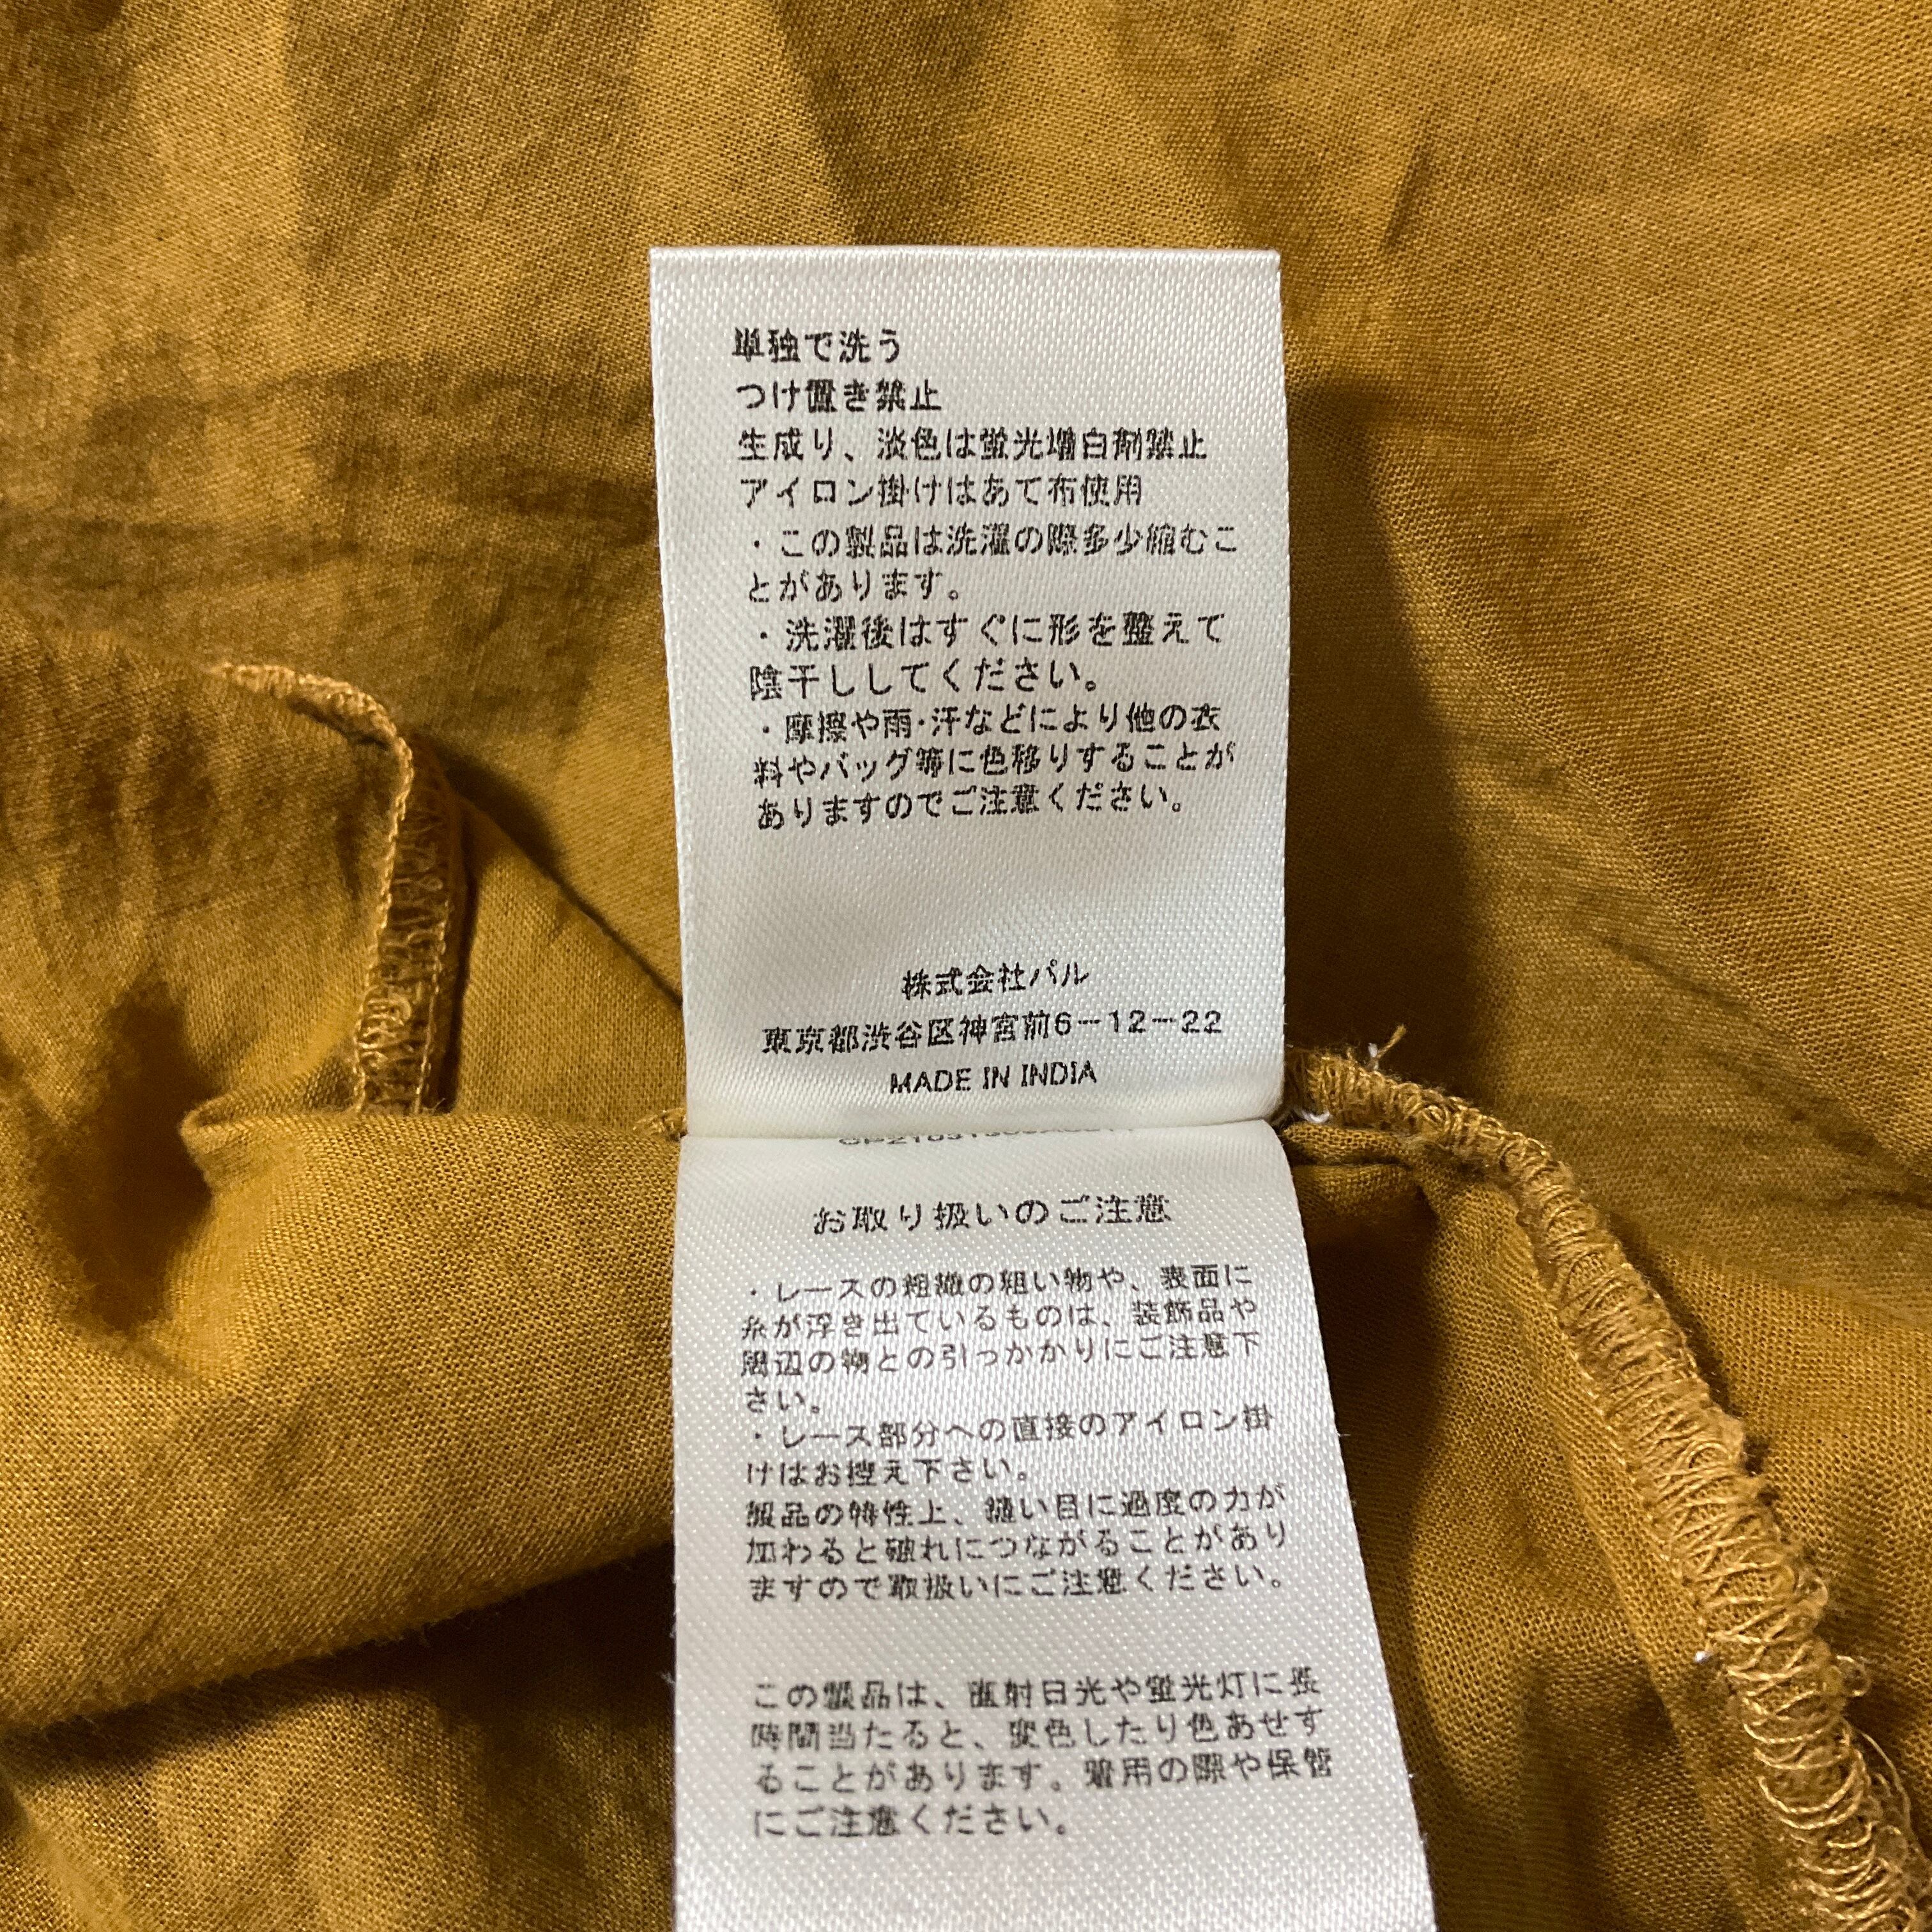 単独で洗う
つけ置き禁止
生成り、淡色は蛍光増白剤禁止
アイロン掛けはあて布使用
・この製品は洗濯の際多少縮むこ
とがあります。
・洗濯後はすぐに形を整えて
陰干ししてください。
・摩擦や雨･汗などにより他の衣
料やバッグ等に色移りすることが
ありますのでご注意ください。
株式会社パル
東京都渋谷区神宮前6－12－22
MADE IN INDIA
お取り扱いのご注意
・レースの組織の粗い物や、表面に
糸が浮き出ているものは、装飾品や
周辺の物との引っかかりにご注意下
さい。
・レース部分への直接のアイロン掛
けはお控え下さい。
製品の特性上、縫い目に過度の力が
加わると破れにつながることがあり
ますので取扱いにご注意ください。
この製品は、直射日光や蛍光灯に長
時間当たると、変色したり色あせす
ることがあります。着用の際や保管
にご注意ください。